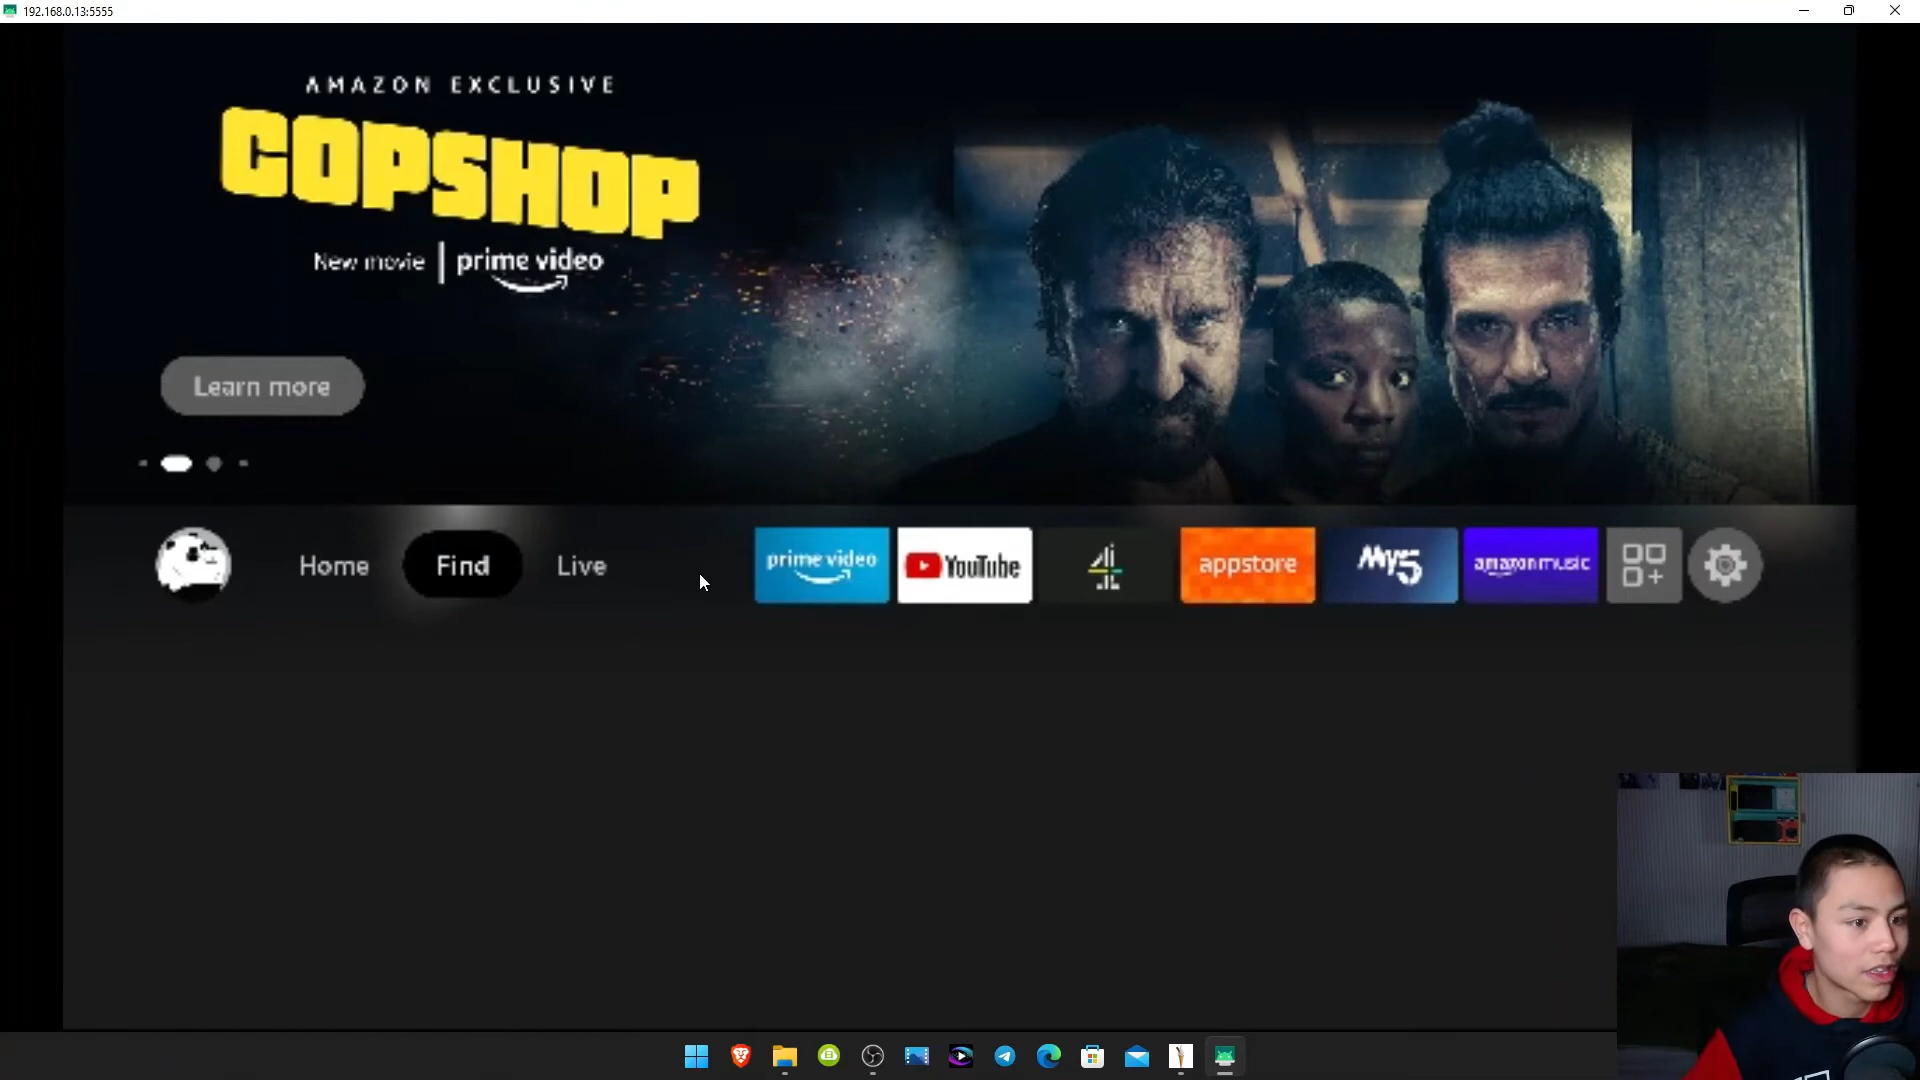 192.168.0.13:5555
AMAZON EXCLUSIVE
COPSHOP
New movie | prime video
Learn more
Home Find Live prime video YouTube 4 appstore My5 amazon music